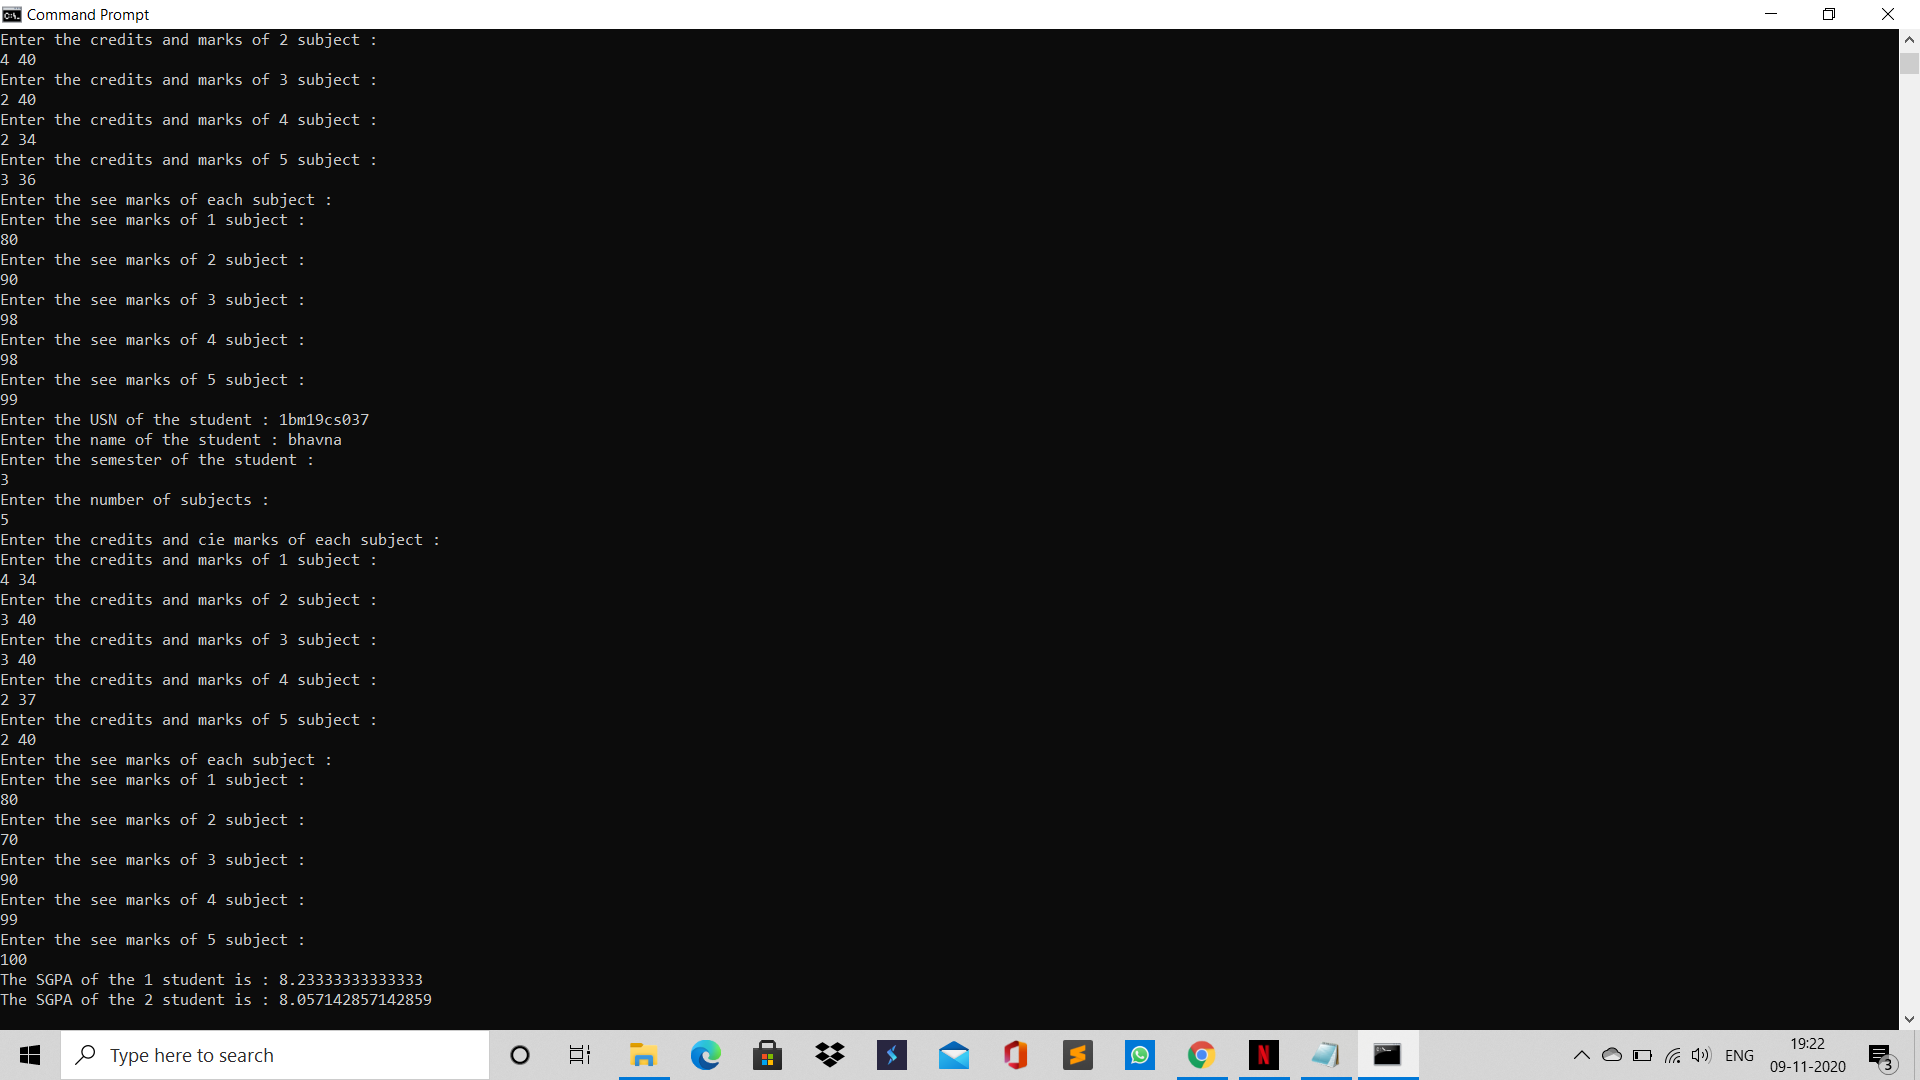 Command Prompt
Enter the credits and marks of 2 subject :
4 40
Enter the credits and marks of 3 subject :
2 40
Enter the credits and marks of 4 subject :
2 34
Enter the credits and marks of 5 subject :
3 36
Enter the see marks of each subject :
Enter the see marks of 1 subject :
80
Enter the see marks of 2 subject :
90
Enter the see marks of 3 subject :
98
Enter the see marks of 4 subject :
98
Enter the see marks of 5 subject :
99
Enter the USN of the student : 1bm19cs037
Enter the name of the student : bhavna
Enter the semester of the student :
3
Enter the number of subjects :
5
Enter the credits and cie marks of each subject :
Enter the credits and marks of 1 subject :
4 34
Enter the credits and marks of 2 subject :
3 40
Enter the credits and marks of 3 subject :
3 40
Enter the credits and marks of 4 subject :
2 37
Enter the credits and marks of 5 subject :
2 40
Enter the see marks of each subject :
Enter the see marks of 1 subject :
80
Enter the see marks of 2 subject :
70
Enter the see marks of 3 subject :
90
Enter the see marks of 4 subject :
99
Enter the see marks of 5 subject :
100
The SGPA of the 1 student is : 8.23333333333333
The SGPA of the 2 student is : 8.057142857142859
Type here to search
ENG
19:22
09-11-2020
3